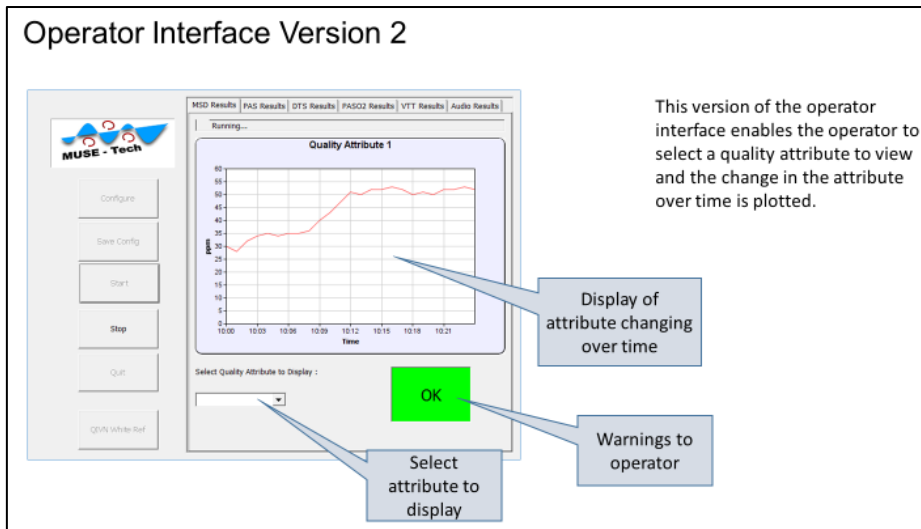 Operator Interface Version 2
MUSE - Tech
Configure
Save Config
Start
Stop
Quit
QIVN White Ref
MSD Results
PAS Results
DTS Results
PASO2 Results
VTT Results
Audio Results
Running...
Quality Attribute 1
ppm
60
55
50
45
40
35
30
25
20
15
10
5
0
10:00
10:03
10:06
10:09
10:12
10:15
10:18
10:21
Time
Select Quality Attribute to Display :
OK
This version of the operator
interface enables the operator to
select a quality attribute to view
and the change in the attribute
over time is plotted.
Display of
attribute changing
over time
Warnings to
operator
Select
attribute to
display